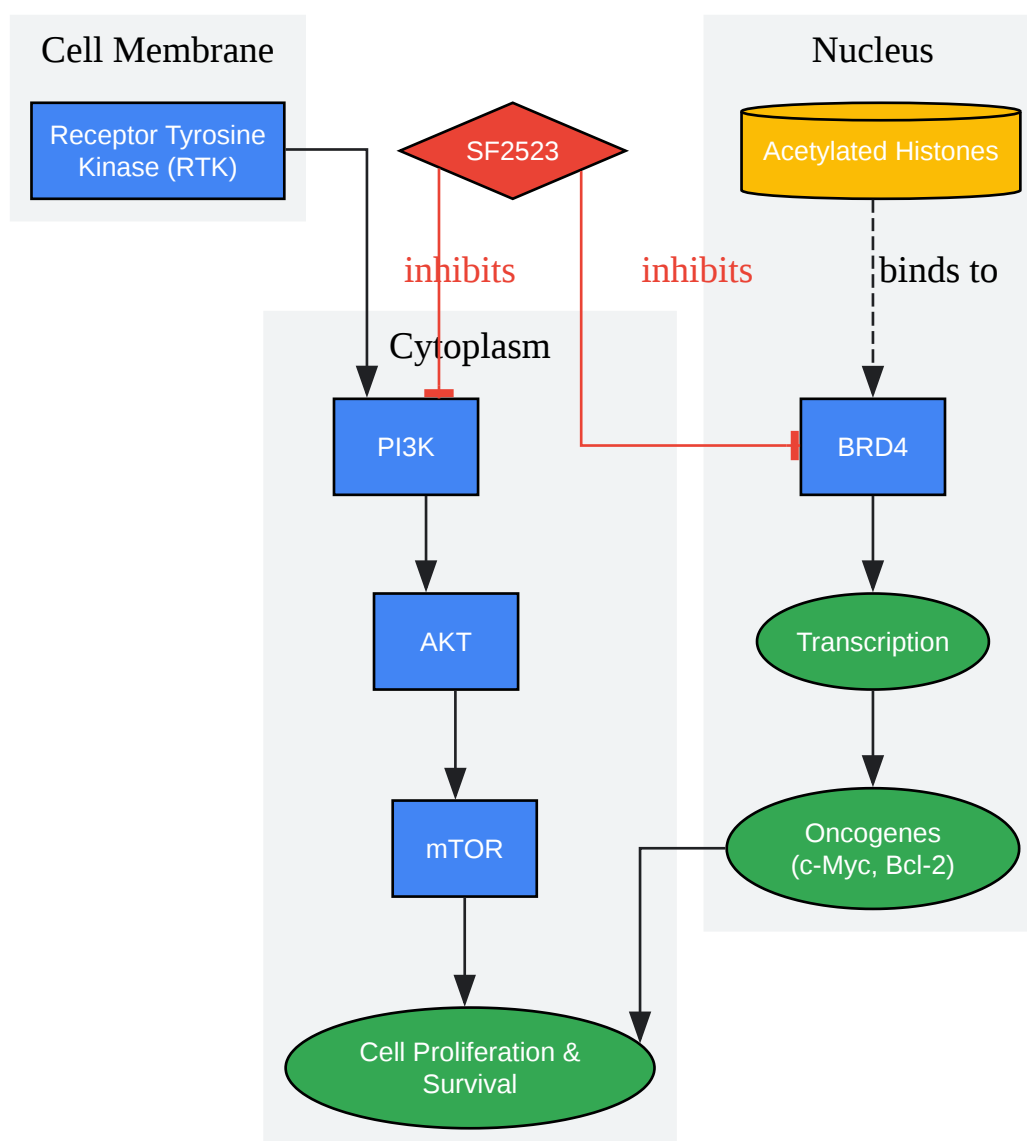 Cell Membrane
Nucleus
Receptor Tyrosine
Kinase (RTK)
SF2523
Acetylated Histones
inhibits
inhibits
binds to
Cytoplasm
PI3K
BRD4
AKT
Transcription
mTOR
Oncogenes
(c-Myc, Bcl-2)
Cell Proliferation &
Survival